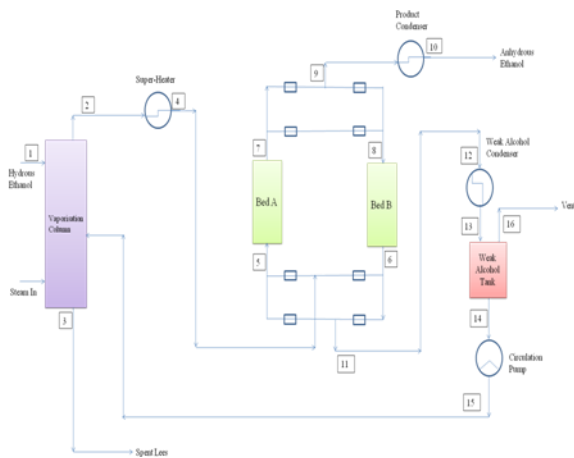 Product
Condenser
10
9
Anhydrous
Ethanol
Super-Heater
2
4
1
Hydrous
Ethanol
7
8
12
Weak Alcohol
Condenser
Vaporisation
Column
Bed A
Bed B
13
16
Vent
5
6
Weak
Alcohol
Tank
Steam In
3
11
14
Circulation
Pump
15
Spent Lees